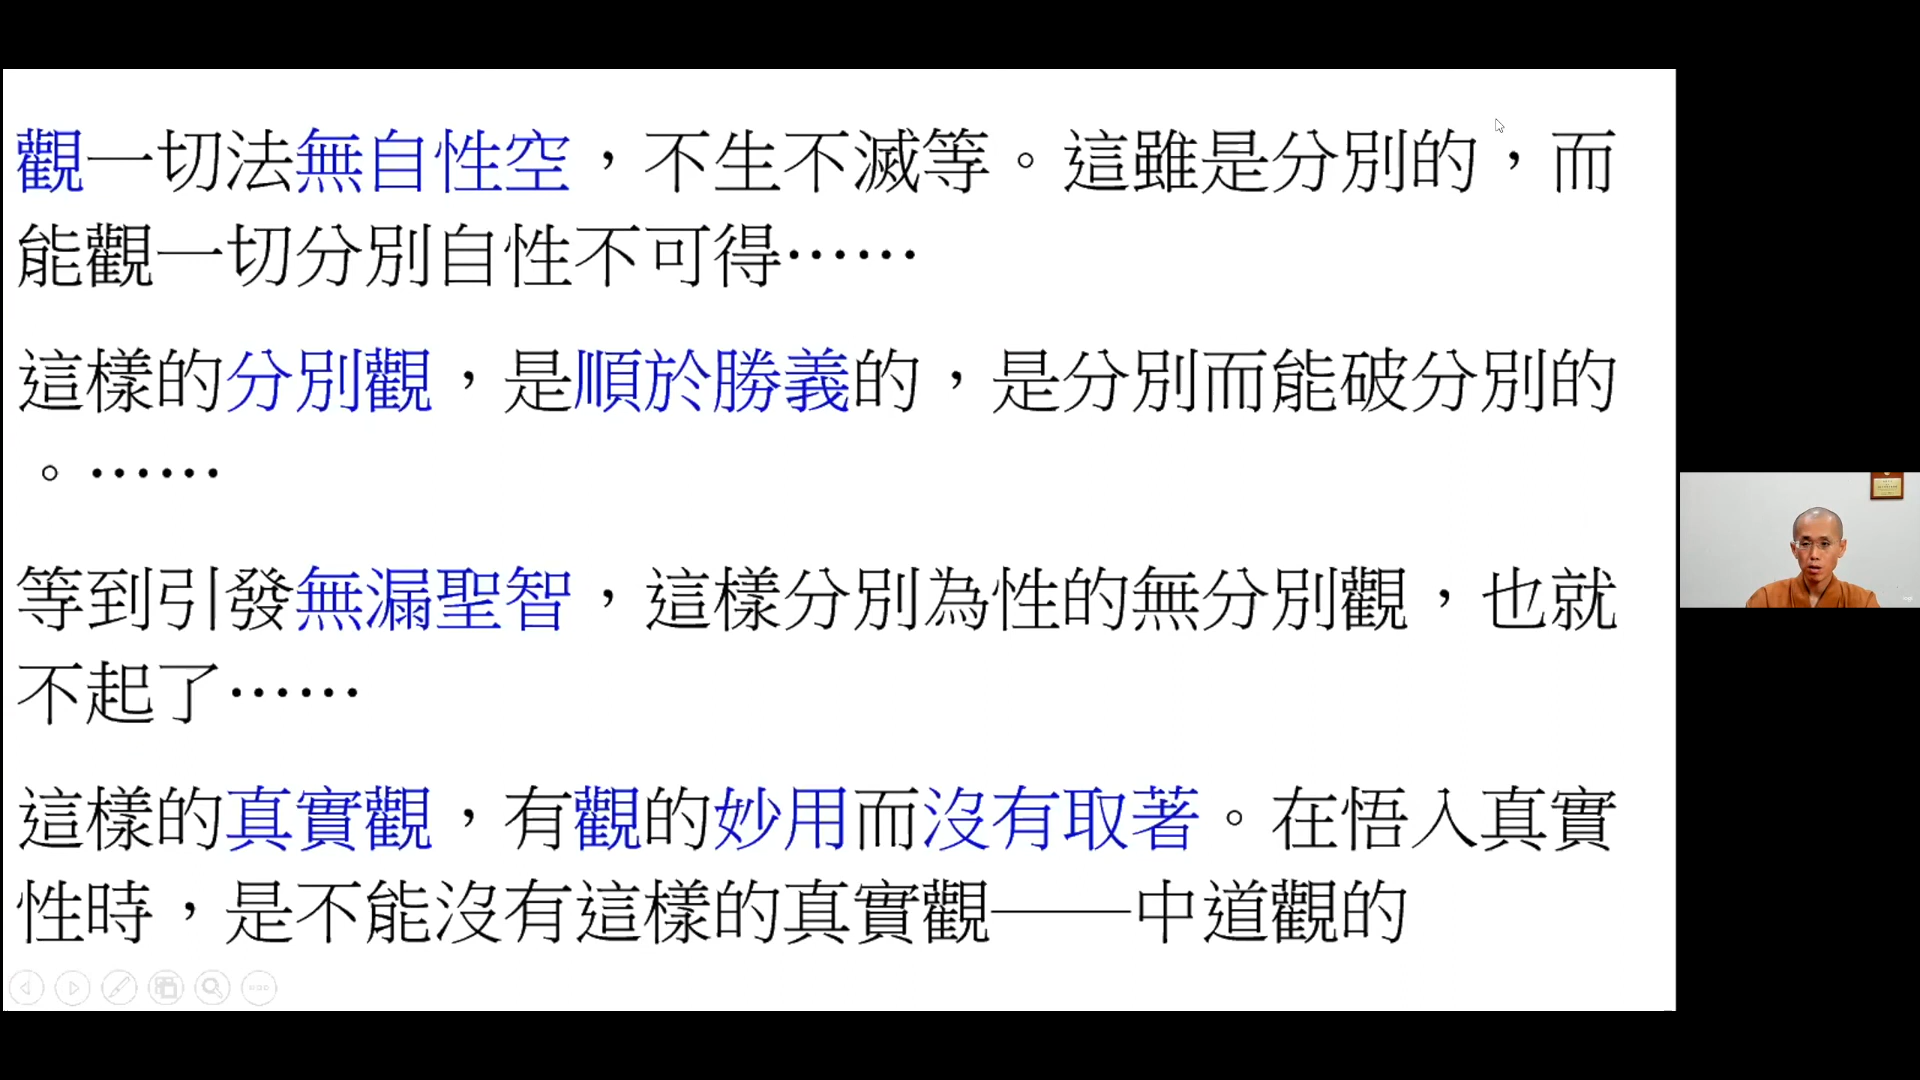 觀一切法無自性空，不生不滅等。這雖是分別的，而
能觀一切分別自性不可得⋯⋯
這樣的分別觀，是順於勝義的，是分別而能破分別的
。⋯⋯
等到引發無漏聖智，這樣分別為性的無分別觀，也就
不起了⋯⋯
這樣的真實觀，有觀的妙用而沒有取著。在悟入真實
性時，是不能沒有這樣的真實觀——中道觀的